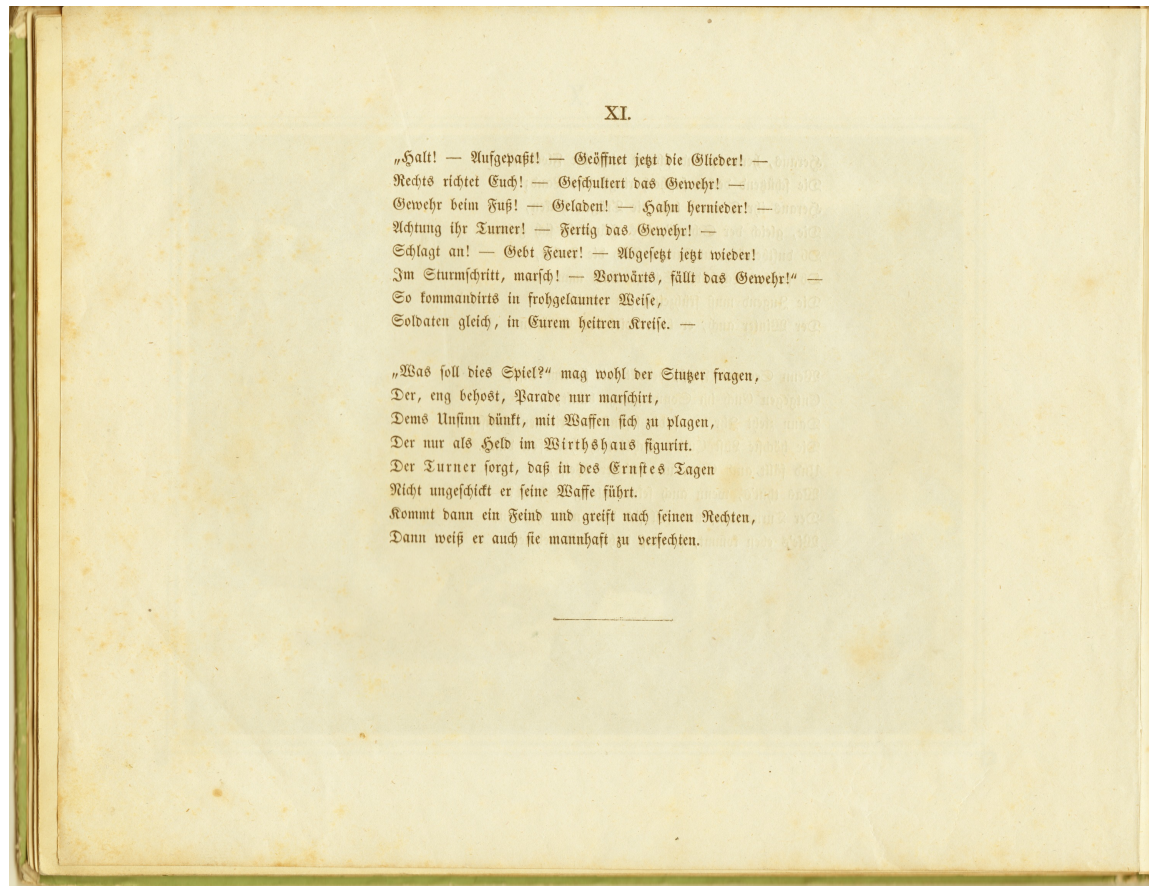 XI.
„Halt! — Aufgepaßt! — Geöffnet jetzt die Glieder! —
Rechts richtet Euch! — Geschultert das Gewehr! —
Gewehr beim Fuß! — Geladen! — Hahn hernieder! —
Achtung ihr Turner! — Fertig das Gewehr! —
Schlagt an! — Gebt Feuer! — Abgesetzt jetzt wieder!
Im Sturmschritt, marsch! — Vorwärts, fällt das Gewehr!“ —
So kommandirts in frohgelaunter Weise,
Soldaten gleich, in Eurem heitren Kreise. —
„Was soll dies Spiel?“ mag wohl der Stutzer fragen,
Der, eng behost, Parade nur marschirt,
Dems Unsinn dünkt, mit Waffen sich zu plagen,
Der nur als Held im Wirthshaus figurirt.
Der Turner sorgt, daß in des Ernstes Tagen
Nicht ungeschickt er seine Waffe führt.
Kommt dann ein Feind und greift nach seinen Rechten,
Dann weiß er auch sie mannhaft zu verfechten.